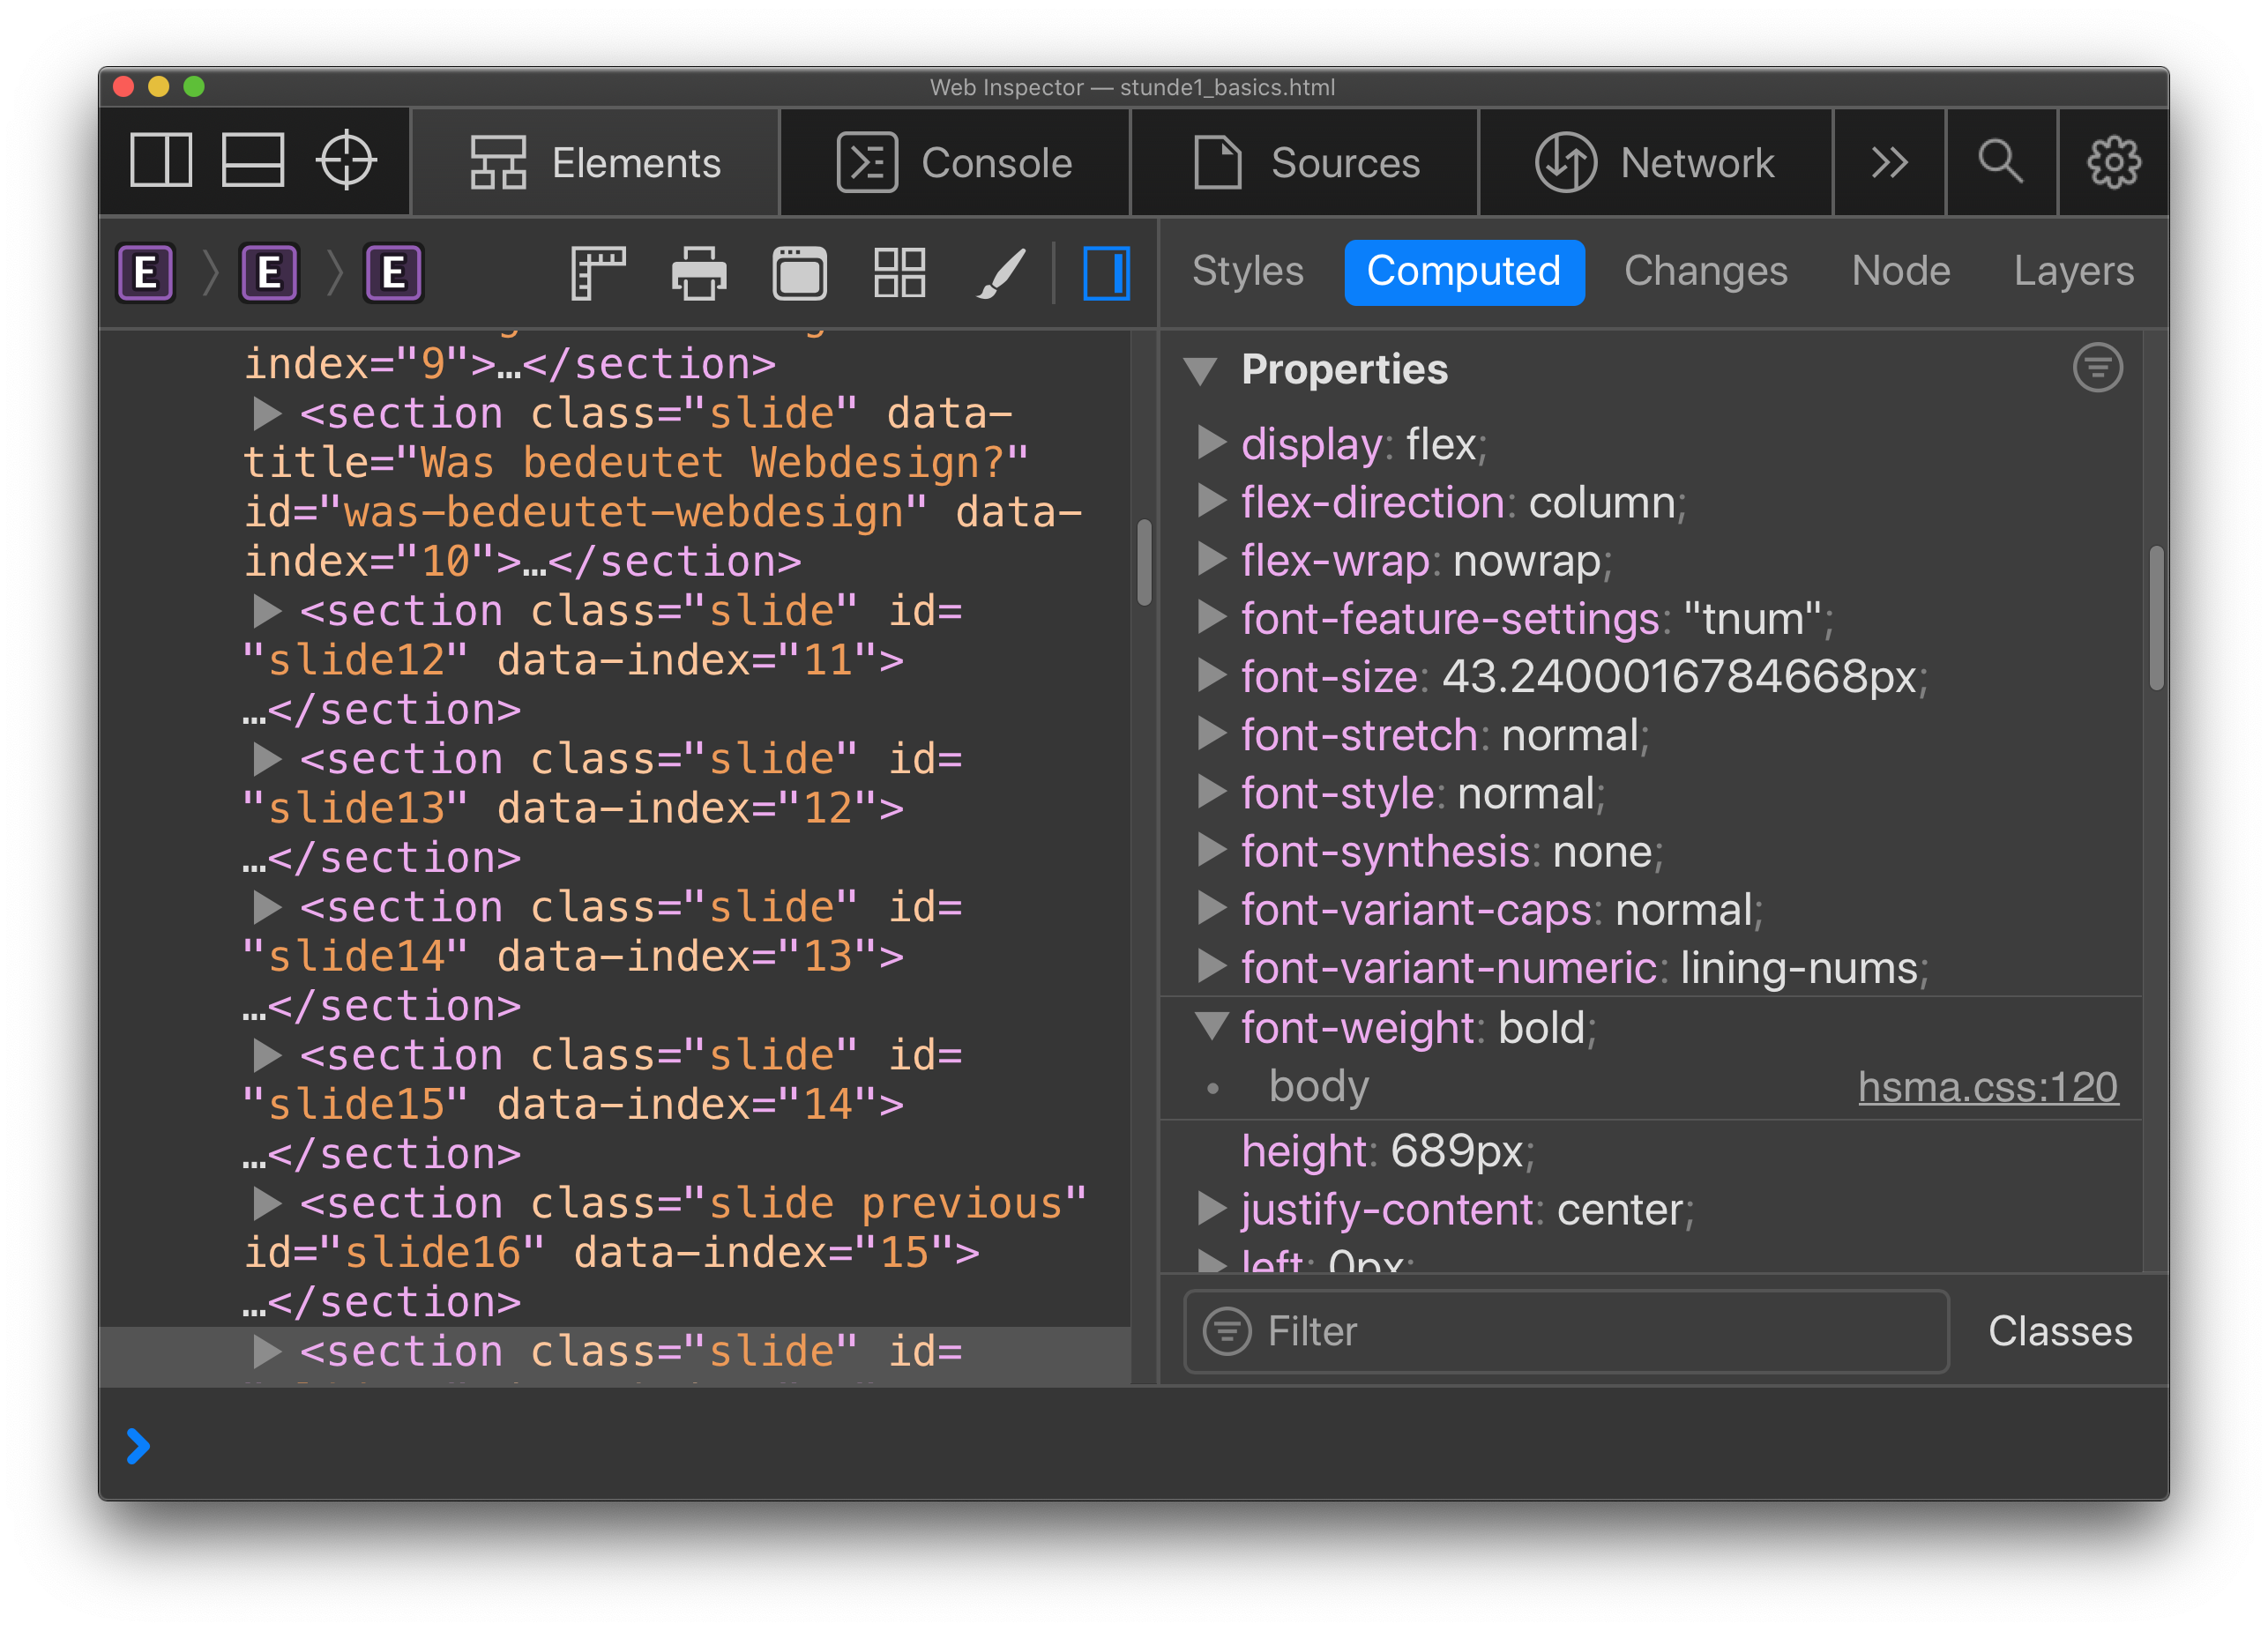 Web Inspector — stunde1_basics.html
Elements
Console
Sources
Network
E
E
E
Styles
Computed
Changes
Node
Layers
index="9">…</section>
<section class="slide" data-
title="Was bedeutet Webdesign?"
id="was-bedeutet-webdesign" data-
index="10">…</section>
<section class="slide" id=
"slide12" data-index="11">
…</section>
<section class="slide" id=
"slide13" data-index="12">
…</section>
<section class="slide" id=
"slide14" data-index="13">
…</section>
<section class="slide" id=
"slide15" data-index="14">
…</section>
<section class="slide previous"
id="slide16" data-index="15">
…</section>
<section class="slide" id=
Properties
display: flex;
flex-direction: column;
flex-wrap: nowrap;
font-feature-settings: "tnum";
font-size: 43.2400016784668px;
font-stretch: normal;
font-style: normal;
font-synthesis: none;
font-variant-caps: normal;
font-variant-numeric: lining-nums;
font-weight: bold;
body hsma.css:120
height: 689px;
justify-content: center;
left: 0px;
Filter
Classes